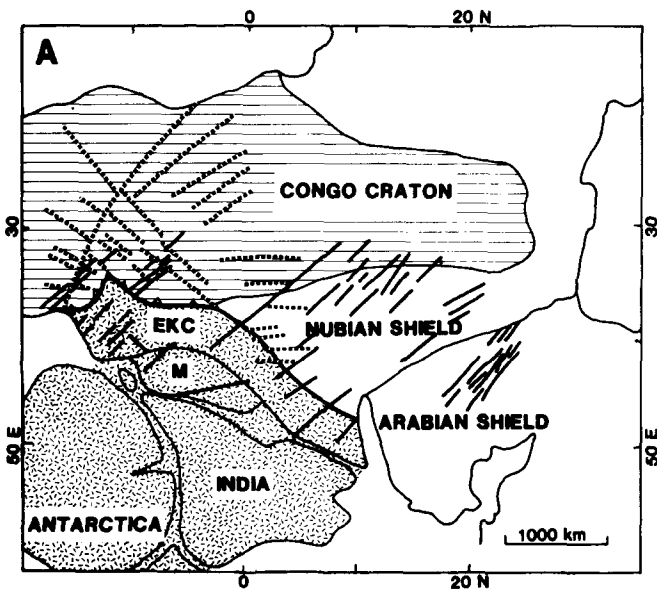 0 20 N
A
CONGO CRATON
30 30
EKC
NUBIAN SHIELD
M
ARABIAN SHIELD
50 E 50 E
INDIA
ANTARCTICA
1000 km
0 20 N